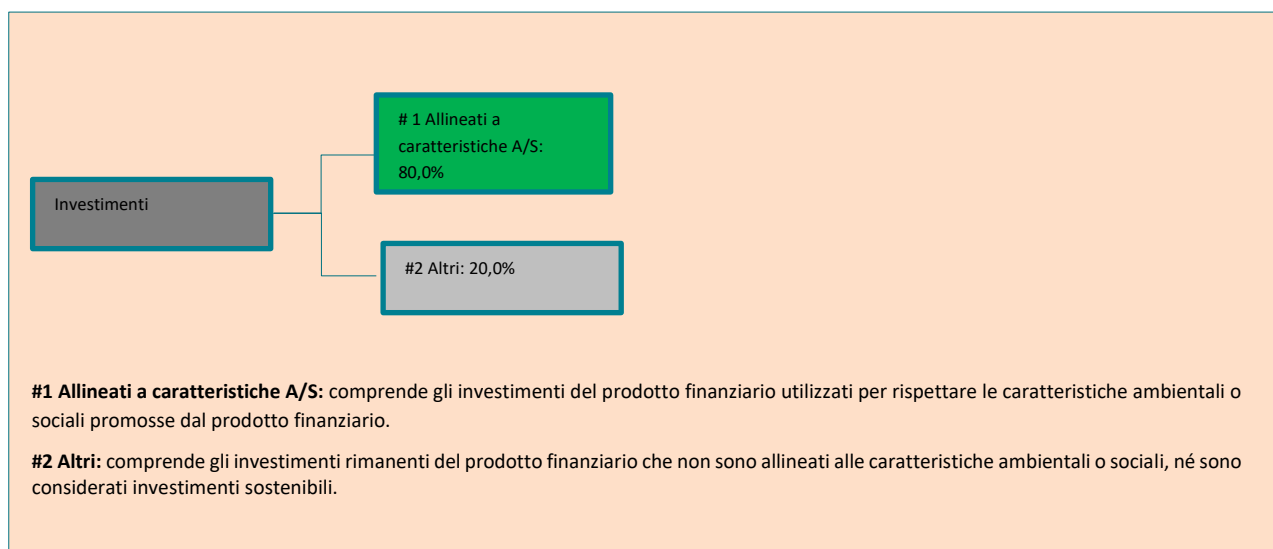 # 1 Allineati a
caratteristiche A/S:
80,0%
Investimenti
#2 Altri: 20,0%
#1 Allineati a caratteristiche A/S: comprende gli investimenti del prodotto finanziario utilizzati per rispettare le caratteristiche ambientali o
sociali promosse dal prodotto finanziario.
#2 Altri: comprende gli investimenti rimanenti del prodotto finanziario che non sono allineati alle caratteristiche ambientali o sociali, né sono
considerati investimenti sostenibili.